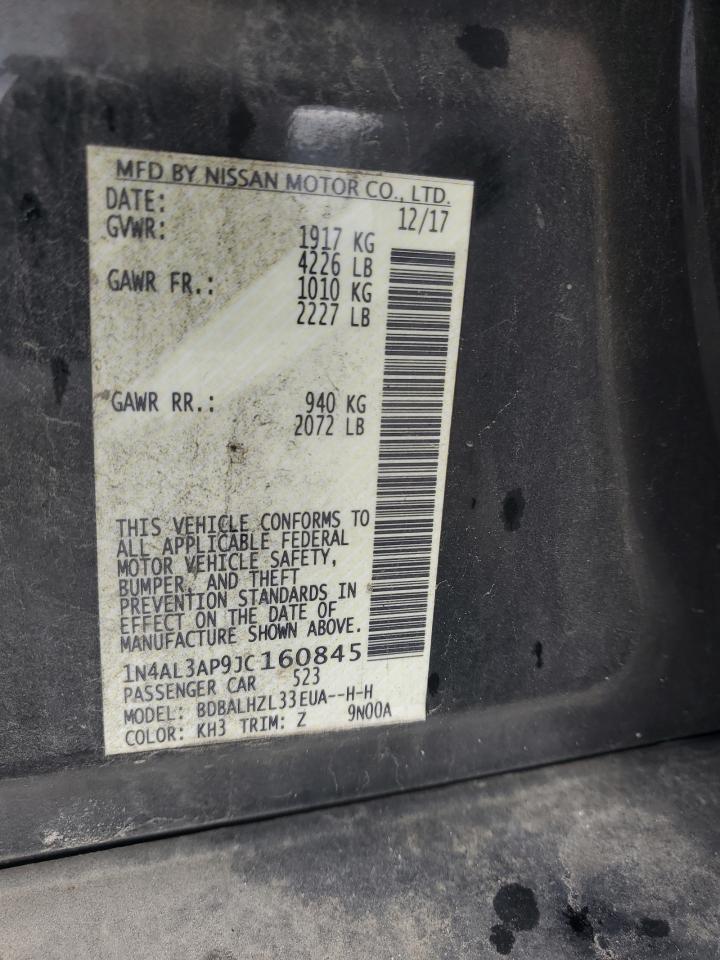 MFD BY NISSAN MOTOR CO., LTD.
DATE: 12/17
GVWR: 1917 KG
4226 LB
GAWR FR.: 1010 KG
2227 LB
GAWR RR.: 940 KG
2072 LB
THIS VEHICLE CONFORMS TO
ALL APPLICABLE FEDERAL
MOTOR VEHICLE SAFETY,
BUMPER, AND THEFT
PREVENTION STANDARDS IN
EFFECT ON THE DATE OF
MANUFACTURE SHOWN ABOVE.
1N4AL3AP9JC160845
PASSENGER CAR 523
MODEL: BDBALHZL33EUA--H-H
COLOR: KH3 TRIM: Z 9N00A